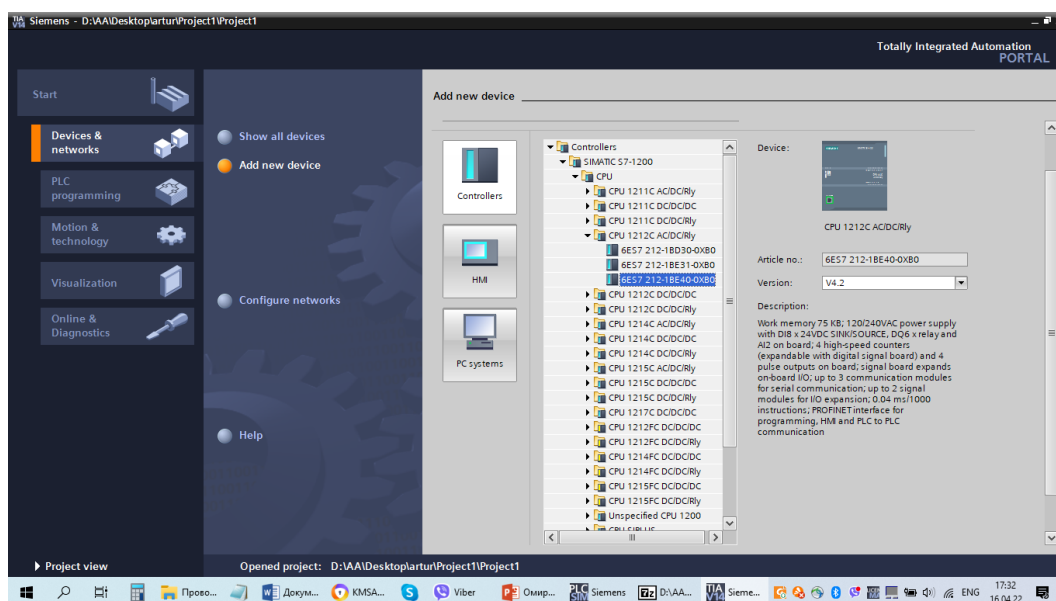 TIA
V14
Siemens - D:\AA\Desktop\artur\Project1\Project1
Totally Integrated Automation
PORTAL
Start
Devices &
networks
PLC
programming
Motion &
technology
Visualization
Online &
Diagnostics
Show all devices
Add new device
Configure networks
Help
Add new device
Controllers
HMI
PC systems
Controllers
SIMATIC S7-1200
CPU
CPU 1211C AC/DC/Rly
CPU 1211C DC/DC/DC
CPU 1211C DC/DC/Rly
CPU 1212C AC/DC/Rly
6ES7 212-1BD30-0XB0
6ES7 212-1BE31-0XB0
6ES7 212-1BE40-0XB0
CPU 1212C DC/DC/DC
CPU 1212C DC/DC/Rly
CPU 1214C AC/DC/Rly
CPU 1214C DC/DC/DC
CPU 1214C DC/DC/Rly
CPU 1215C AC/DC/Rly
CPU 1215C DC/DC/DC
CPU 1215C DC/DC/Rly
CPU 1217C DC/DC/DC
CPU 1212FC DC/DC/DC
CPU 1212FC DC/DC/Rly
CPU 1214FC DC/DC/DC
CPU 1214FC DC/DC/Rly
CPU 1215FC DC/DC/DC
CPU 1215FC DC/DC/Rly
Unspecified CPU 1200
CPU SIPLUS
Device:
CPU 1212C AC/DC/Rly
Article no.: 6ES7 212-1BE40-0XB0
Version: V4.2
Description:
Work memory 75 KB; 120/240VAC power supply
with DI8 x 24VDC SINK/SOURCE, DQ6 x relay and
AI2 on board; 4 high-speed counters
(expandable with digital signal board) and 4
pulse outputs on board; signal board expands
on-board I/O; up to 3 communication modules
for serial communication; up to 2 signal
modules for I/O expansion; 0.04 ms/1000
instructions; PROFINET interface for
programming, HMI and PLC to PLC
communication
Project view
Opened project: D:\AA\Desktop\artur\Project1\Project1
Прово...
Докум...
KMSA...
Viber
Омир...
Siemens
D:\AA...
Sieme...
ENG
17:32
16.04.22